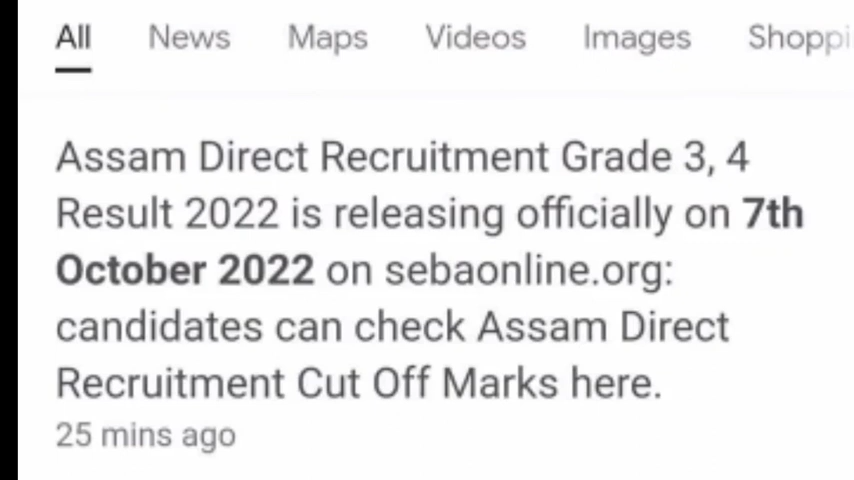 All News Maps Videos Images Shoppi
Assam Direct Recruitment Grade 3, 4
Result 2022 is releasing officially on 7th
October 2022 on sebaonline.org:
candidates can check Assam Direct
Recruitment Cut Off Marks here.
25 mins ago